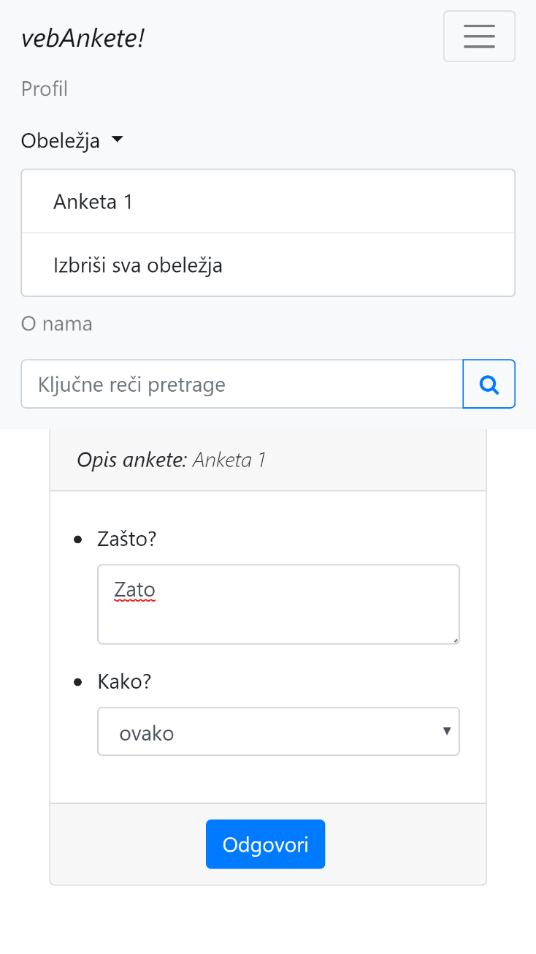 vebAnkete!
Profil
Obeležja
Anketa 1
Izbriši sva obeležja
O nama
Ključne reči pretrage
Opis ankete: Anketa 1
Zašto?
Zato
Kako?
ovako
Odgovori